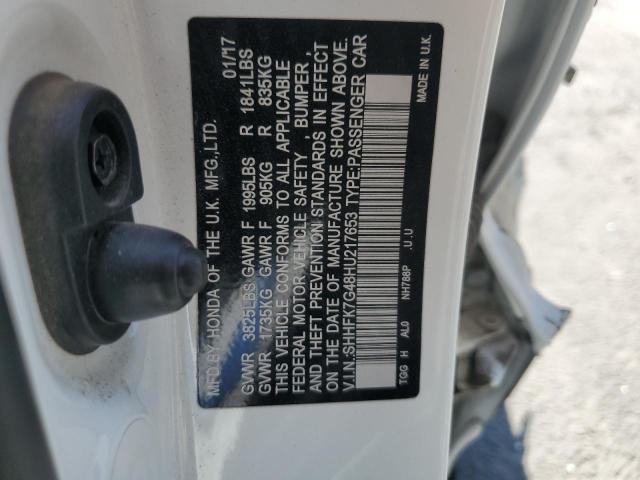 MFD.BY HONDA OF THE U.K. MFG.,LTD. 01/17
GVWR 3825LBS GAWR F 1995LBS R 1841LBS
GVWR 1735KG GAWR F 905KG R 835KG
THIS VEHICLE CONFORMS TO ALL APPLICABLE
FEDERAL MOTOR-VEHICLE SAFETY, BUMPER,
AND THEFT PREVENTION STANDARDS IN EFFECT
ON THE DATE OF MANUFACTURE SHOWN ABOVE.
V.I.N.:SHHFK7G48HU217653 TYPE:PASSENGER CAR
TGG H AL0 NH788P .U .U MADE IN U.K.